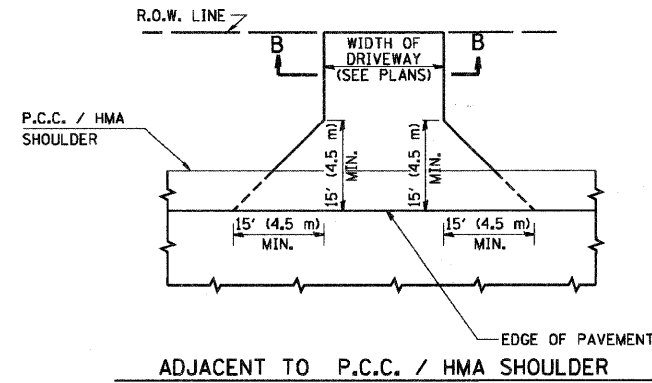 R.O.W. LINE
B
WIDTH OF
DRIVEWAY
(SEE PLANS)
B
P.C.C. / HMA
SHOULDER
15' (4.5 m)
MIN.
15' (4.5 m)
MIN.
15' (4.5 m)
MIN.
15' (4.5 m)
MIN.
EDGE OF PAVEMENT
ADJACENT TO P.C.C. / HMA SHOULDER